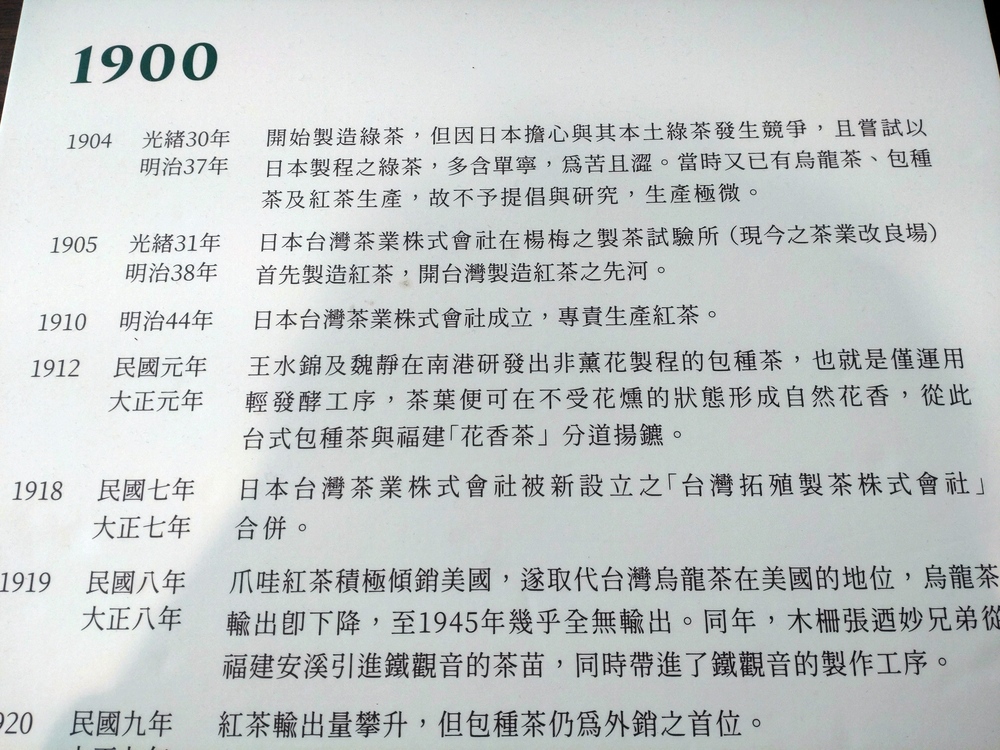 1900
1904 光緒30年 開始製造綠茶，但因日本擔心與其本土綠茶發生競爭，且嘗試以
明治37年 日本製程之綠茶，多含單寧，爲苦且澀。當時又已有烏龍茶、包種
茶及紅茶生產，故不予提倡與研究，生產極微。
1905 光緒31年 日本台灣茶業株式會社在楊梅之製茶試驗所（現今之茶業改良場）
明治38年 首先製造紅茶，開台灣製造紅茶之先河。
1910 明治44年 日本台灣茶業株式會社成立，專責生產紅茶。
1912 民國元年 王水錦及魏靜在南港研發出非薰花製程的包種茶，也就是僅運用
大正元年 輕發酵工序，茶葉便可在不受花燻的狀態形成自然花香，從此
台式包種茶與福建「花香茶」分道揚鑣。
1918 民國七年 日本台灣茶業株式會社被新設立之「台灣拓殖製茶株式會社」
大正七年 合併。
1919 民國八年 爪哇紅茶積極傾銷美國，遂取代台灣烏龍茶在美國的地位，烏龍茶
大正八年 輸出卽下降，至1945年幾乎全無輸出。同年，木柵張迺妙兄弟從
福建安溪引進鐵觀音的茶苗，同時帶進了鐵觀音的製作工序。
920 民國九年 紅茶輸出量攀升，但包種茶仍爲外銷之首位。